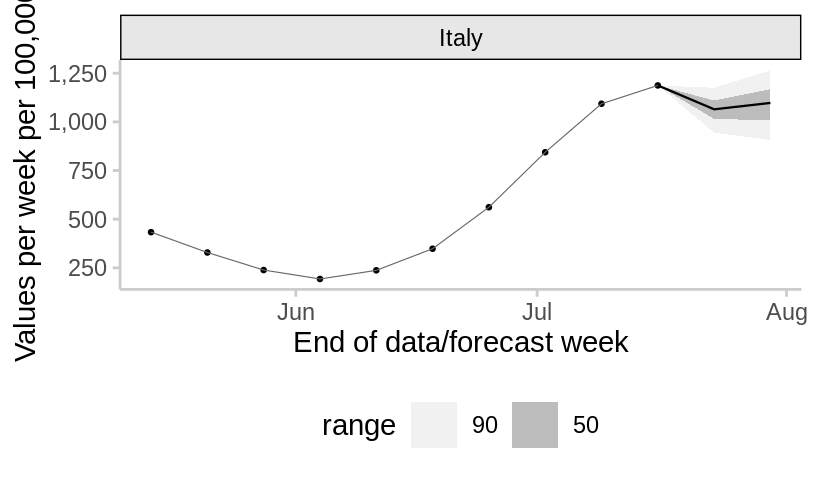 Italy
Values per week per 100,000
1,250
1,000
750
500
250
Jun Jul Aug
End of data/forecast week
range 90 50